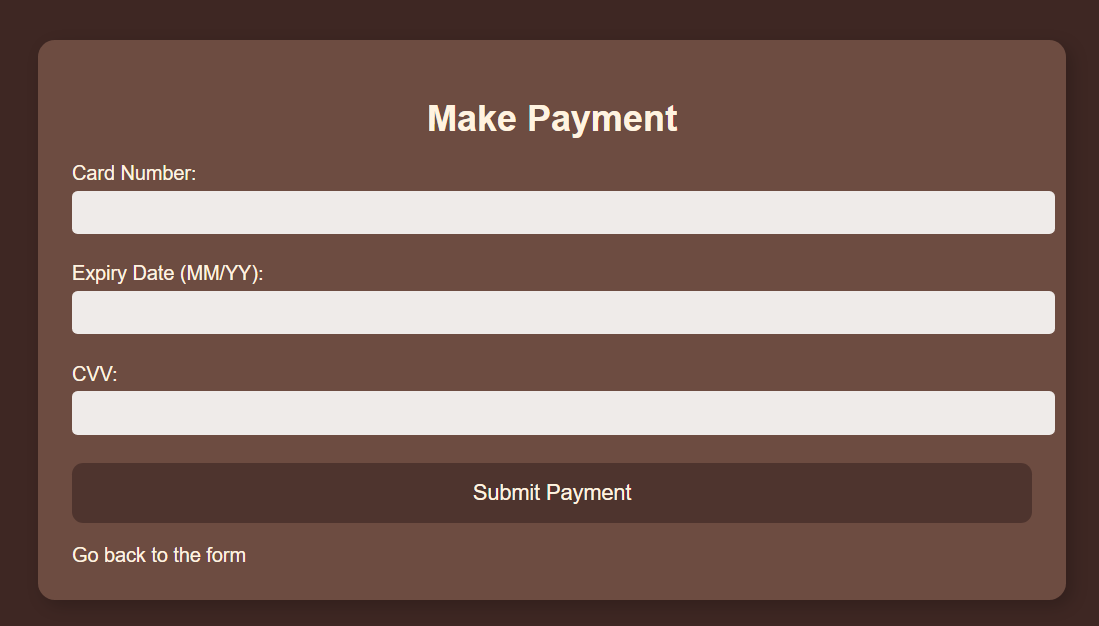 Make Payment
Card Number:
Expiry Date (MM/YY):
CVV:
Submit Payment
Go back to the form